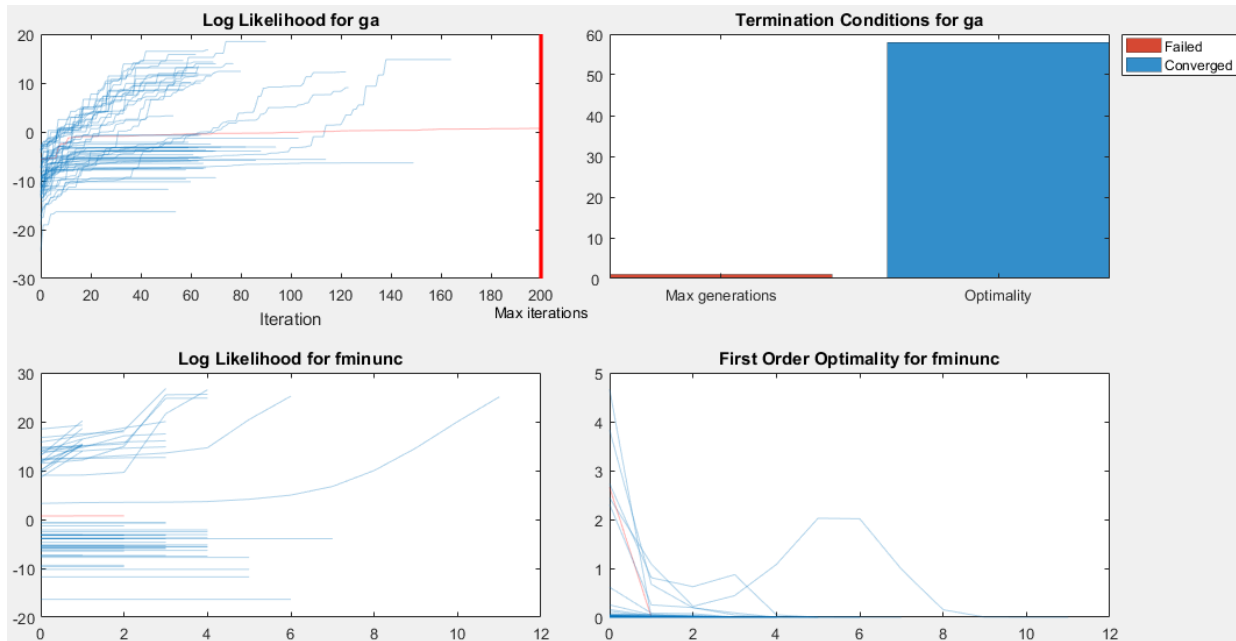 Log Likelihood for ga
20
10
0
-10
-20
-30
0 20 40 60 80 100 120 140 160 180 200
Iteration
Max iterations
Termination Conditions for ga
60
50
40
30
20
10
0
Max generations
Optimality
Failed
Converged
Log Likelihood for fminunc
30
20
10
0
-10
-20
0 2 4 6 8 10 12
First Order Optimality for fminunc
5
4
3
2
1
0
0 2 4 6 8 10 12